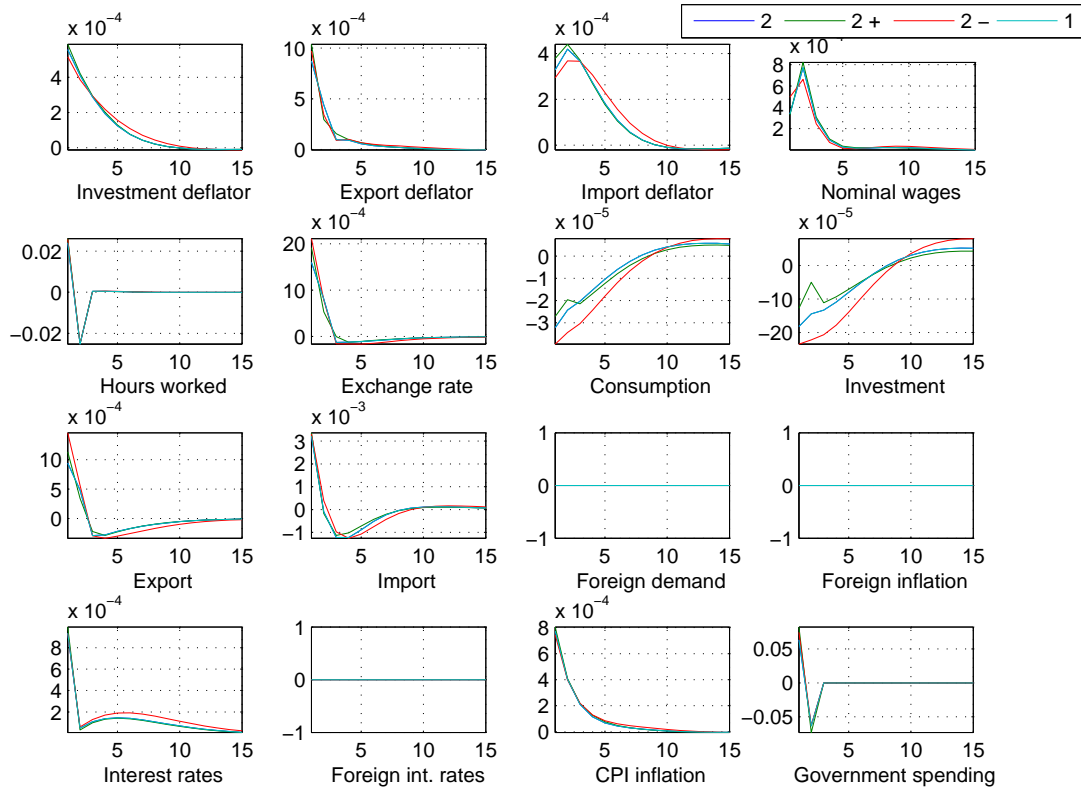 2 2 + 2 − 1
x 10−4 x 10−4 x 10−4 x 10
4 2 0
5 10 15
Investment deflator
10 5 0
5 10 15
Export deflator
4 2 0
5 10 15
Import deflator
8 6 4 2
5 10 15
Nominal wages
0.02 0 −0.02
5 10 15
Hours worked
x 10−4
20 10 0
5 10 15
Exchange rate
x 10−5
0 −1 −2 −3
5 10 15
Consumption
x 10−5
0 −10 −20
5 10 15
Investment
x 10−4
10 5 0
5 10 15
Export
x 10−3
3 2 1 0 −1
5 10 15
Import
1 0 −1
5 10 15
Foreign demand
1 0 −1
5 10 15
Foreign inflation
x 10−4
8 6 4 2
5 10 15
Interest rates
1 0 −1
5 10 15
Foreign int. rates
x 10−4
8 6 4 2 0
5 10 15
CPI inflation
0.05 0 −0.05
5 10 15
Government spending